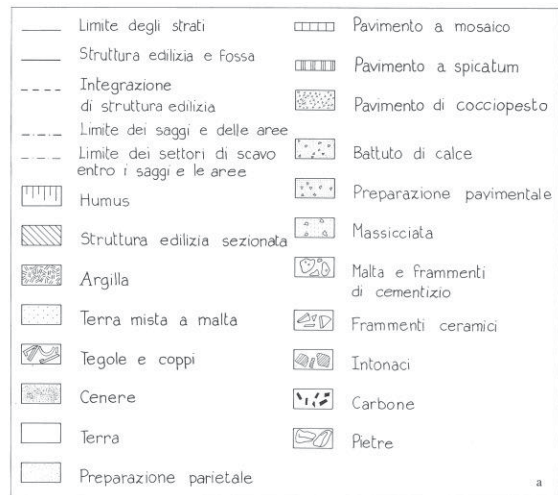 Limite degli strati
Struttura edilizia e fossa
Integrazione
di struttura edilizia
Limite dei saggi e delle aree
Limite dei settori di scavo
entro i saggi e le aree
Humus
Struttura edilizia sezionata
Argilla
Terra mista a malta
Tegole e coppi
Cenere
Terra
Preparazione parietale
Pavimento a mosaico
Pavimento a spicatum
Pavimento di cocciopesto
Battuto di calce
Preparazione pavimentale
Massicciata
Malta e frammenti
di cementizio
Frammenti ceramici
Intonaci
Carbone
Pietre
a